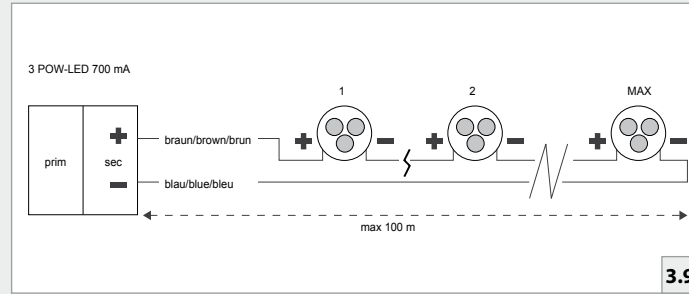 3 POW-LED 700 mA
1 2 MAX
+ braun/brown/brun + − + − + −
prim sec
− blau/blue/bleu
max 100 m
3.9